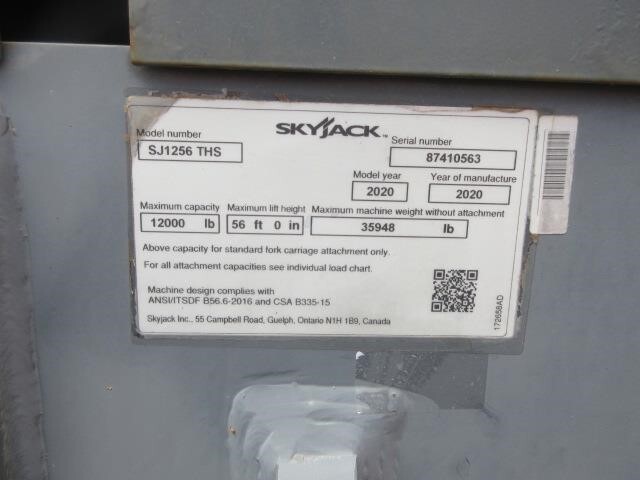 SKYJACK™
Model number
SJ1256 THS
Serial number
87410563
Model year
2020
Year of manufacture
2020
Maximum capacity
12000 lb
Maximum lift height
56 ft 0 in
Maximum machine weight without attachment
35948 lb
Above capacity for standard fork carriage attachment only.
For all attachment capacities see individual load chart.
Machine design complies with
ANSI/ITSDF B56.6-2016 and CSA B335-15
Skyjack Inc., 55 Campbell Road, Guelph, Ontario N1H 1B9, Canada
172658AD